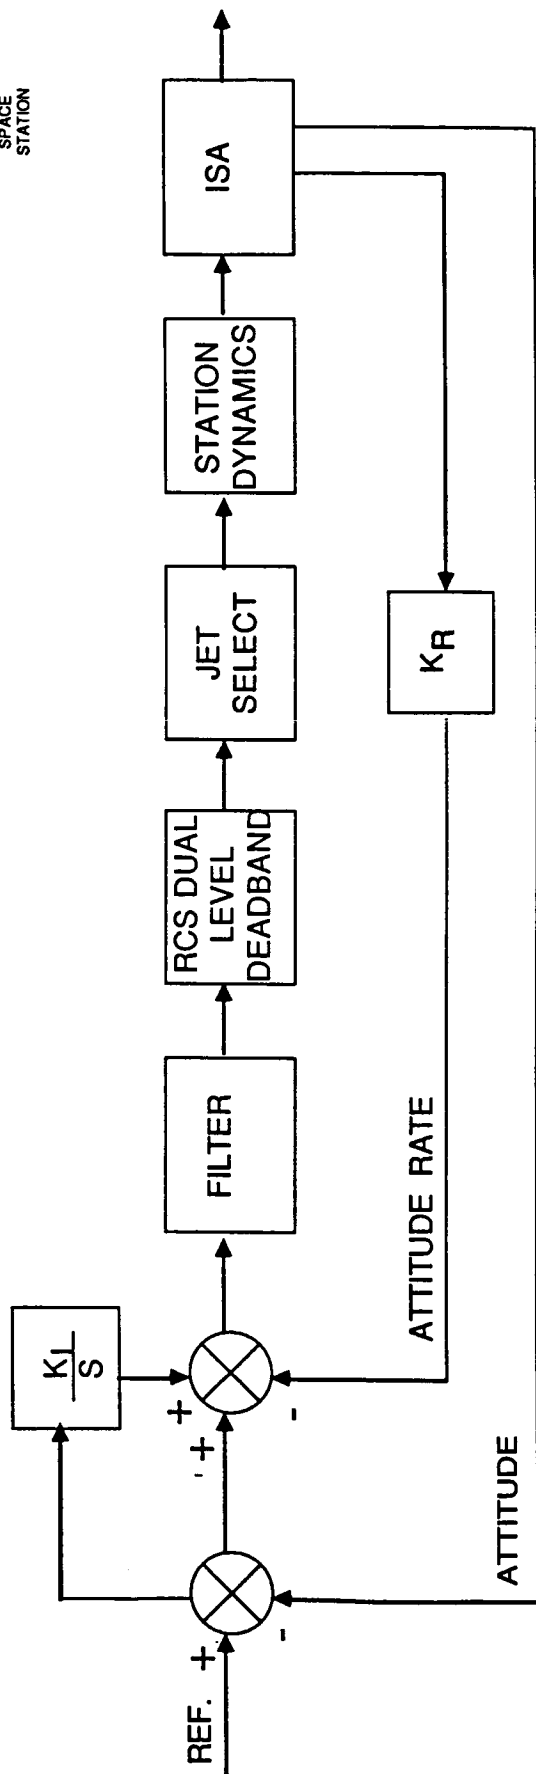 SPACE
STATION
REF.
+
-
K_I
S
+
+
-
FILTER
RCS DUAL
LEVEL
DEADBAND
JET
SELECT
STATION
DYNAMICS
ISA
K_R
ATTITUDE RATE
ATTITUDE